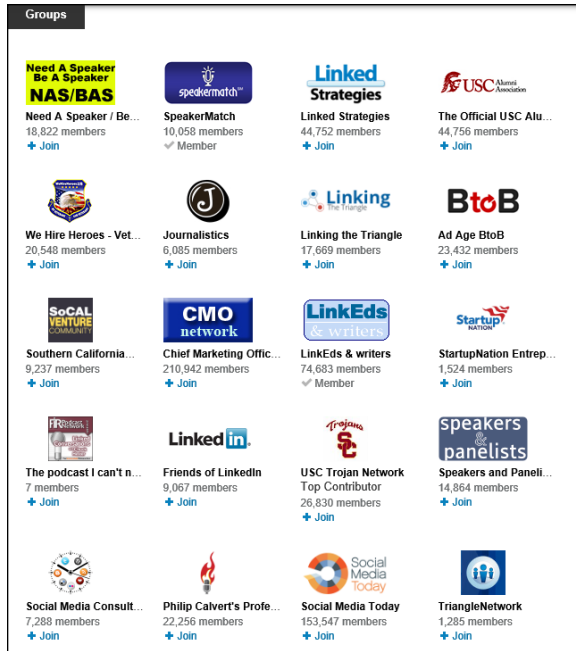 Groups
Need A Speaker
Be A Speaker
NAS/BAS
Need A Speaker / Be...
18,822 members
+ Join
speakermatch
SpeakerMatch
10,058 members
✔ Member
Linked
Strategies
Linked Strategies
44,752 members
+ Join
USC Alumni Association
The Official USC Alu...
44,756 members
+ Join
We Hire Heroes - Vet...
20,548 members
+ Join
J
Journalistics
6,085 members
+ Join
Linking
The Triangle
Linking the Triangle
17,669 members
+ Join
BtoB
Ad Age BtoB
23,432 members
+ Join
SoCAL
VENTURE
COMMUNITY
Southern California...
9,237 members
+ Join
CMO
network
Chief Marketing Offic...
210,942 members
+ Join
LinkEds
& writers
LinkEds & writers
74,683 members
✔ Member
Startup
NATION
StartupNation Entrep...
1,524 members
+ Join
FIR Podcast
The podcast I can't n...
7 members
+ Join
Linked in.
Friends of LinkedIn
9,067 members
+ Join
Trojans
SC
USC Trojan Network
Top Contributor
26,830 members
+ Join
speakers
&
panelists
Speakers and Paneli...
14,864 members
+ Join
Social Media Consult...
7,288 members
+ Join
Philip Calvert's Profe...
22,256 members
+ Join
Social
Media
Today
Social Media Today
153,547 members
+ Join
TriangleNetwork
1,285 members
+ Join